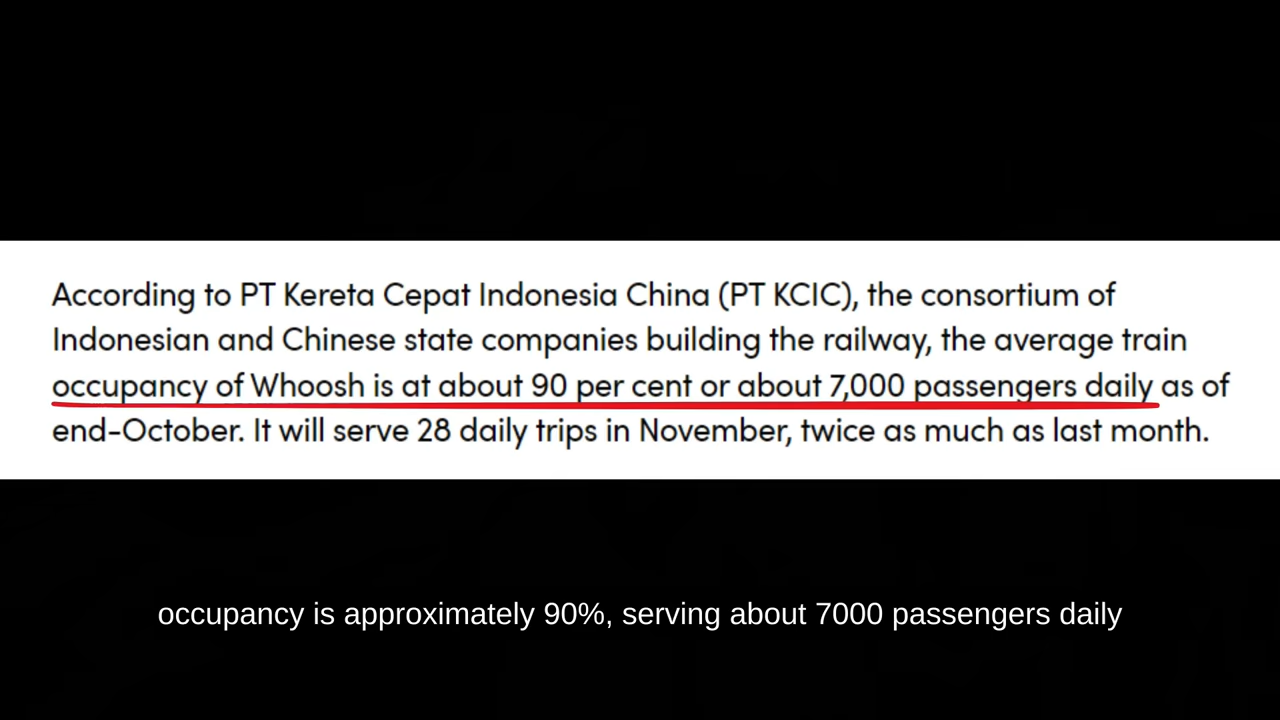 According to PT Kereta Cepat Indonesia China (PT KCIC), the consortium of
Indonesian and Chinese state companies building the railway, the average train
occupancy of Whoosh is at about 90 per cent or about 7,000 passengers daily as of
end-October. It will serve 28 daily trips in November, twice as much as last month.
occupancy is approximately 90%, serving about 7000 passengers daily